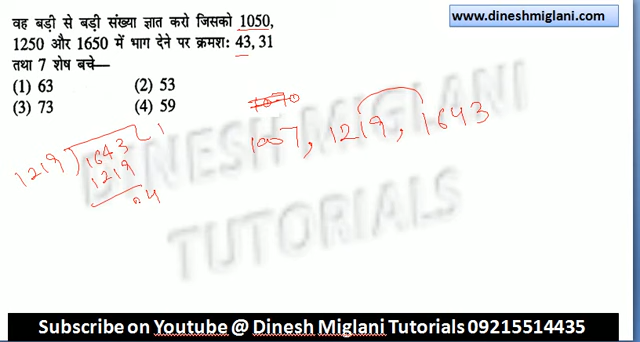 www.dineshmiglani.com
वह बड़ी से बड़ी संख्या ज्ञात करो जिसको 1050,
1250 और 1650 में भाग देने पर क्रमश: 43, 31
तथा 7 शेष बचे—
(1) 63 (2) 53
(3) 73 (4) 59
1007, 1219, 1643
1219) 1643 ( 1
1219
4
DINESH MIGLANI
TUTORIALS
Subscribe on Youtube @ Dinesh Miglani Tutorials 09215514435